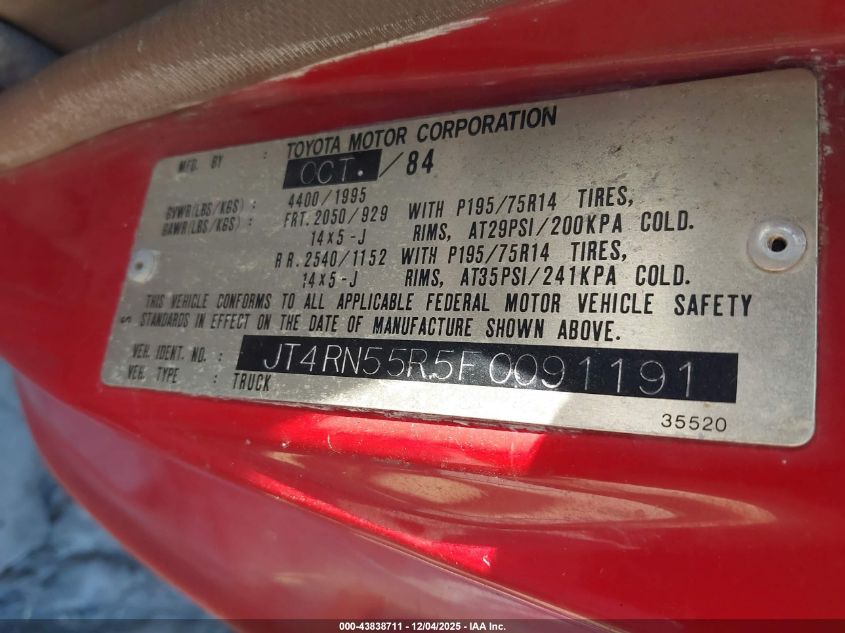 MFG. BY : TOYOTA MOTOR CORPORATION
OCT. / 84
GVWR(LBS/KGS) : 4400/1995
GAWR(LBS/KGS) : FRT. 2050/929 WITH P195/75R14 TIRES,
14X5-J RIMS, AT29PSI/200KPA COLD.
RR. 2540/1152 WITH P195/75R14 TIRES,
14X5-J RIMS, AT35PSI/241KPA COLD.
THIS VEHICLE CONFORMS TO ALL APPLICABLE FEDERAL MOTOR VEHICLE SAFETY
STANDARDS IN EFFECT ON THE DATE OF MANUFACTURE SHOWN ABOVE.
VEH. IDENT. NO. : JT4RN55R5F0091191
VEH. TYPE : TRUCK
35520
000-43838711 - 12/04/2025 - IAA Inc.